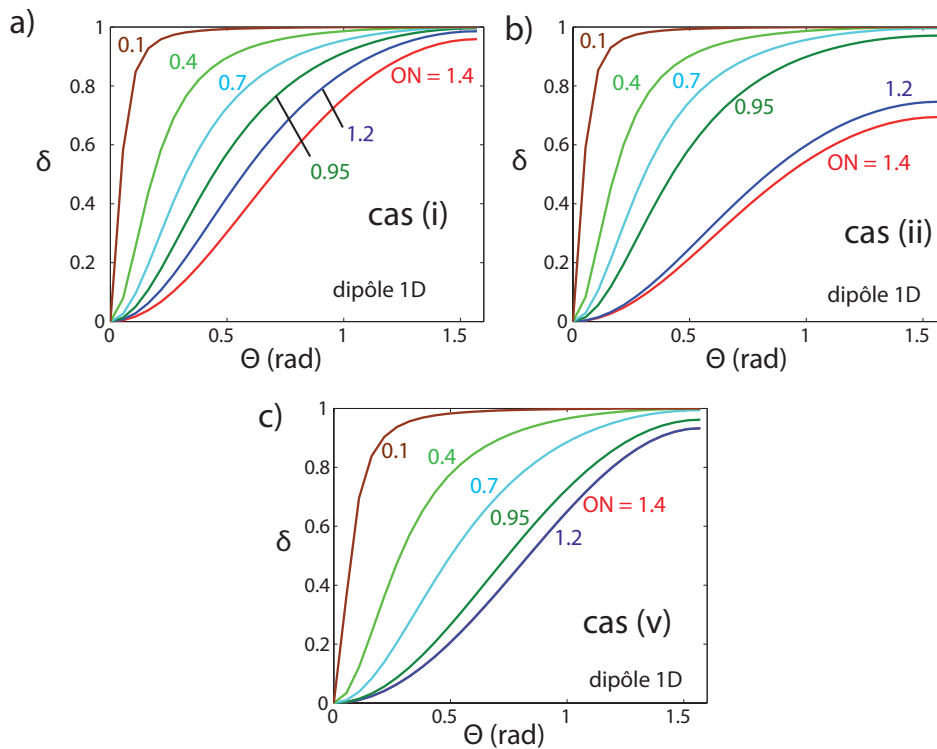 a)
1
0.8
0.6
0.4
0.2
0
δ
0.1
0.4
0.7
ON = 1.4
1.2
0.95
cas (i)
dipôle 1D
0
0.5
1
1.5
Θ (rad)
b)
1
0.8
0.6
0.4
0.2
0
δ
0.1
0.4
0.7
0.95
1.2
ON = 1.4
cas (ii)
dipôle 1D
0
0.5
1
1.5
Θ (rad)
c)
1
0.8
0.6
0.4
0.2
0
δ
0.1
0.4
0.7
0.95
ON = 1.4
1.2
cas (v)
dipôle 1D
0
0.5
1
1.5
Θ (rad)